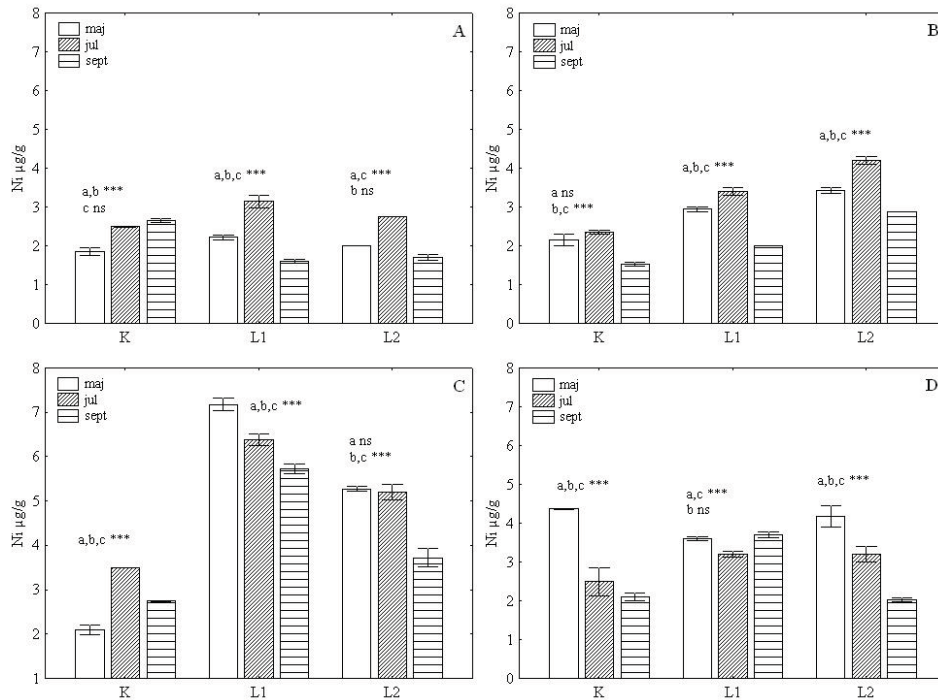 A
maj
jul
sept
8
7
6
5
4
3
2
1
0
Ni µg/g
a,b ***
c ns
a,b,c ***
a,c ***
b ns
K L1 L2
B
maj
jul
sept
8
7
6
5
4
3
2
1
0
Ni µg/g
a ns
b,c ***
a,b,c ***
a,b,c ***
K L1 L2
C
maj
jul
sept
8
7
6
5
4
3
2
1
Ni µg/g
a,b,c ***
a,b,c ***
a ns
b,c ***
K L1 L2
D
maj
jul
sept
8
7
6
5
4
3
2
1
0
Ni µg/g
a,b,c ***
a,c ***
b ns
a,b,c ***
K L1 L2